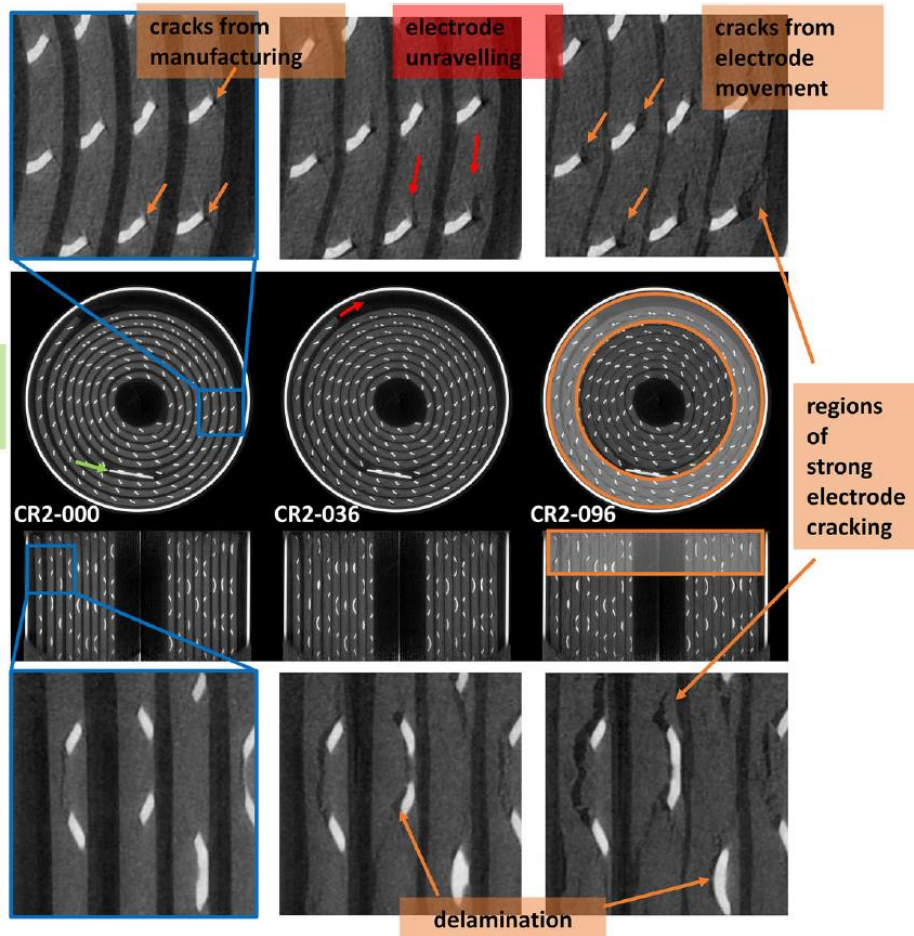 cracks from
manufacturing
electrode
unravelling
cracks from
electrode
movement
CR2-000
CR2-036
CR2-096
regions
of
strong
electrode
cracking
delamination